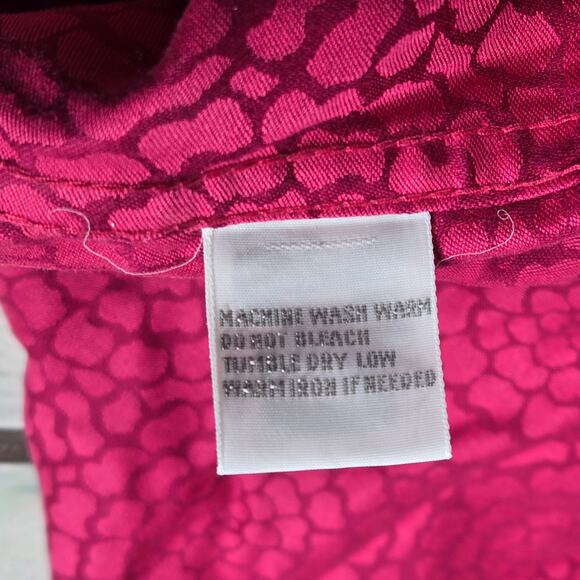 MACHINE WASH WARM
DO NOT BLEACH
TUMBLE DRY LOW
WARM IRON IF NEEDED